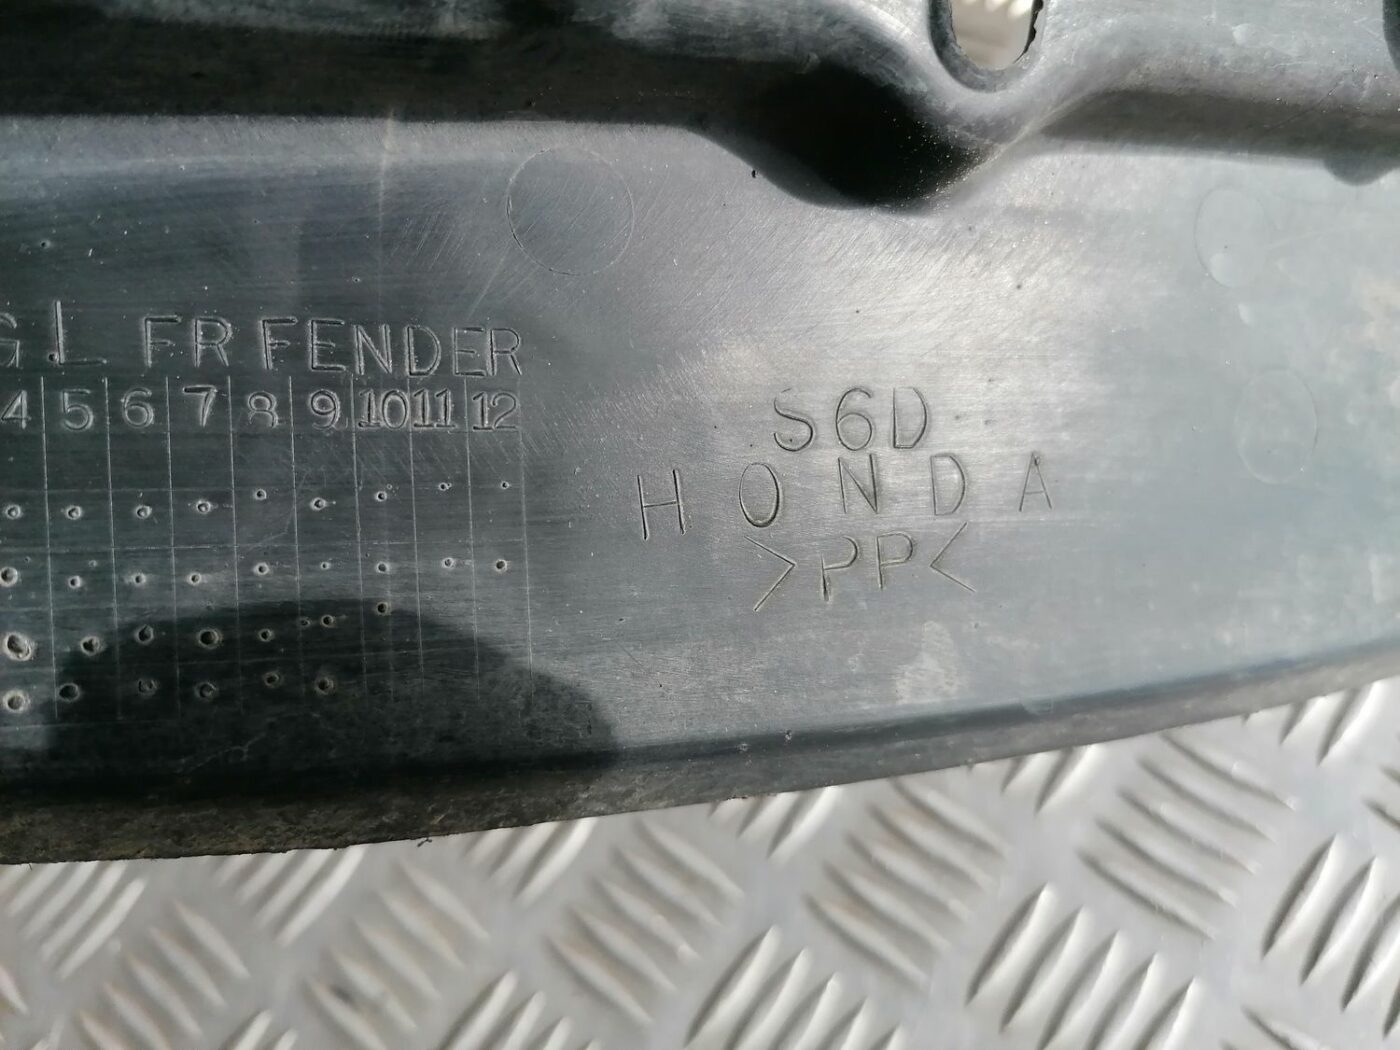 G L FR FENDER
4 5 6 7 8 9 10 11 12
S6D
HONDA
>PP<